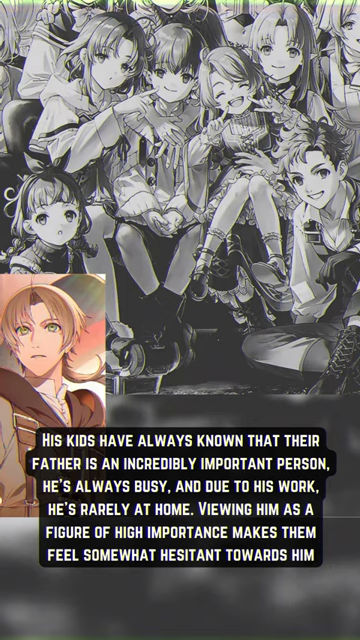 His kids have always known that their
father is an incredibly important person,
he's always busy, and due to his work,
he's rarely at home. Viewing him as a
figure of high importance makes them
feel somewhat hesitant towards him